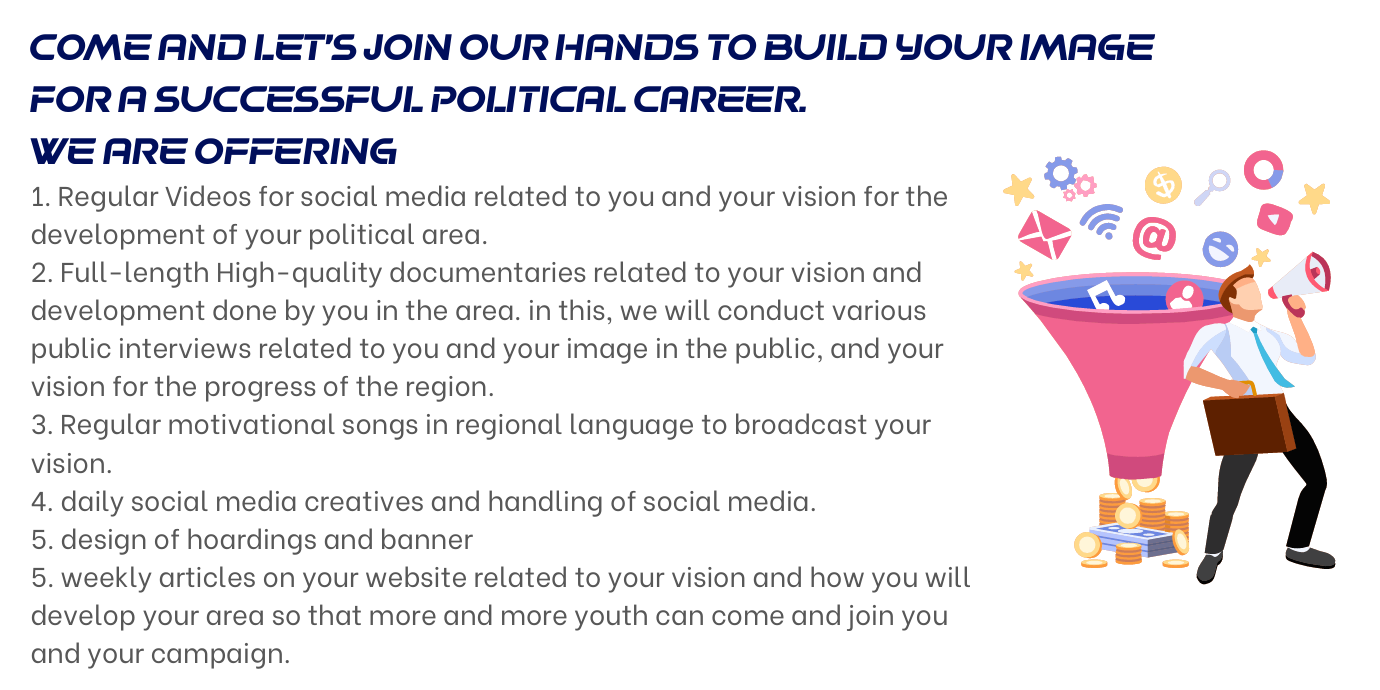 COME AND LET'S JOIN OUR HANDS TO BUILD YOUR IMAGE
FOR A SUCCESSFUL POLITICAL CAREER.
WE ARE OFFERING
1. Regular Videos for social media related to you and your vision for the
development of your political area.
2. Full-length High-quality documentaries related to your vision and
development done by you in the area. in this, we will conduct various
public interviews related to you and your image in the public, and your
vision for the progress of the region.
3. Regular motivational songs in regional language to broadcast your
vision.
4. daily social media creatives and handling of social media.
5. design of hoardings and banner
5. weekly articles on your website related to your vision and how you will
develop your area so that more and more youth can come and join you
and your campaign.